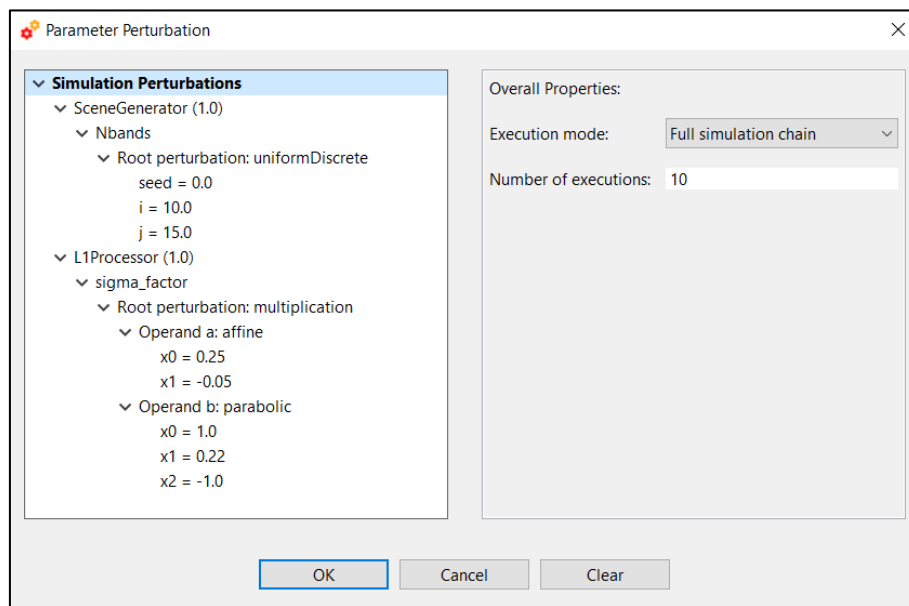 Parameter Perturbation
Simulation Perturbations
SceneGenerator (1.0)
Nbands
Root perturbation: uniformDiscrete
seed = 0.0
i = 10.0
j = 15.0
L1Processor (1.0)
sigma_factor
Root perturbation: multiplication
Operand a: affine
x0 = 0.25
x1 = -0.05
Operand b: parabolic
x0 = 1.0
x1 = 0.22
x2 = -1.0
Overall Properties:
Execution mode: Full simulation chain
Number of executions: 10
OK Cancel Clear